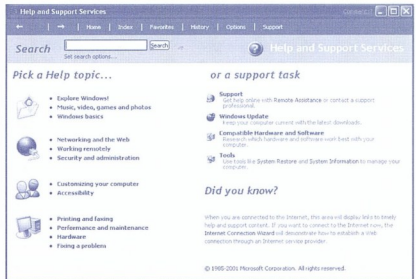 Help and Support Services
Home | Index | Favorites | History | Options | Support
Search
Search
Set search options...
Help and Support Services
Pick a Help topic...
Explore Windows!
Music, video, games and photos
Windows basics
Networking and the Web
Working remotely
Security and administration
Customizing your computer
Accessibility
Printing and faxing
Performance and maintenance
Hardware
Fixing a problem
or a support task
Support
Get help online with Remote Assistance or contact a support
professional.
Windows Update
Keep your computer current with the latest downloads.
Compatible Hardware and Software
Research which hardware and software work best with your
computer.
Tools
Use tools like System Restore and System Information to manage your
computer.
Did you know?
When you are connected to the Internet, this area will display links to timely
help and support content. If you want to connect to the Internet now, the
Internet Connection Wizard will demonstrate how to establish a Web
connection through an Internet service provider.
© 1985-2001 Microsoft Corporation. All rights reserved.